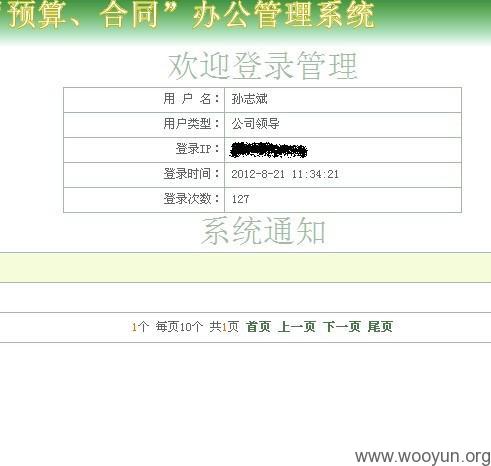 “预算、合同”办公管理系统
欢迎登录管理
用 户 名： 孙志斌
用户类型： 公司领导
登录IP：
登录时间： 2012-8-21 11:34:21
登录次数： 127
系统通知
1个 每页10个 共1页 首页 上一页 下一页 尾页
www.wooyun.org